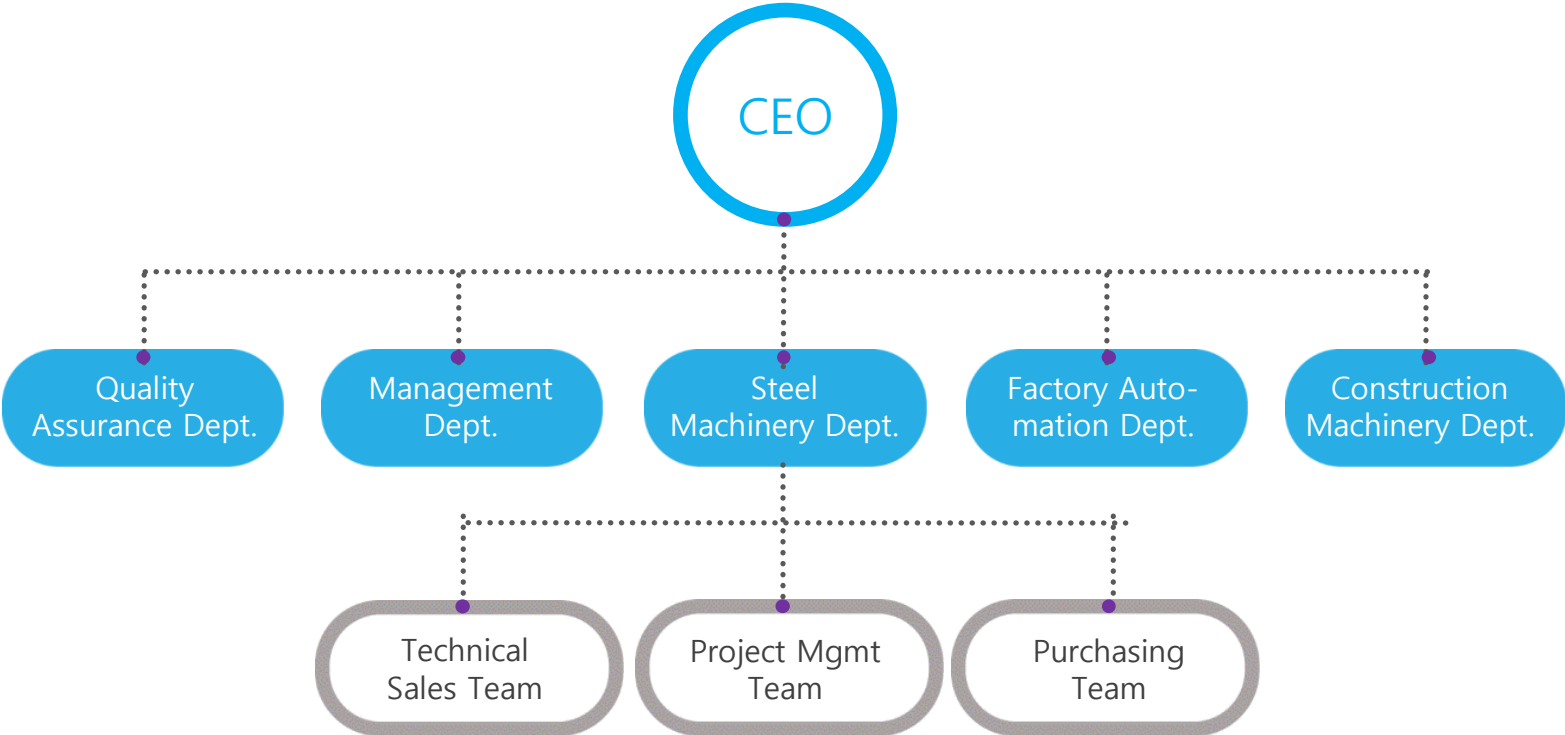 CEO
Quality
Assurance Dept.
Management
Dept.
Steel
Machinery Dept.
Factory Auto-
mation Dept.
Construction
Machinery Dept.
Technical
Sales Team
Project Mgmt
Team
Purchasing
Team